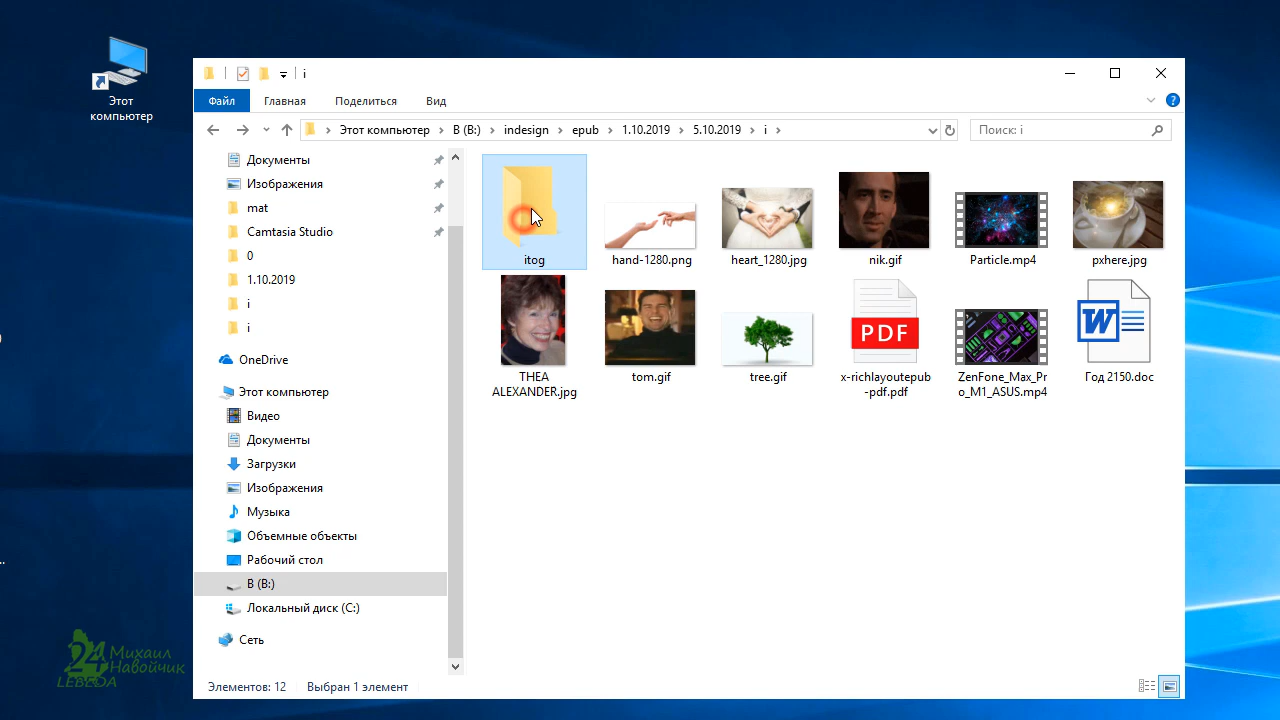 Этот
компьютер
i
Файл
Главная
Поделиться
Вид
Этот компьютер
B (B:)
indesign
epub
1.10.2019
5.10.2019
i
Поиск: i
Документы
Изображения
mat
Camtasia Studio
0
1.10.2019
i
i
OneDrive
Этот компьютер
Видео
Документы
Загрузки
Изображения
Музыка
Объемные объекты
Рабочий стол
B (B:)
Локальный диск (C:)
Сеть
itog
hand-1280.png
heart_1280.jpg
nik.gif
Particle.mp4
pxhere.jpg
THEA
ALEXANDER.jpg
tom.gif
tree.gif
PDF
x-richlayoutepub
-pdf.pdf
ZenFone_Max_Pr
o_M1_ASUS.mp4
W
Год 2150.doc
Элементов: 12
Выбран 1 элемент
24
Михаил
Навойчик
LEBEDA